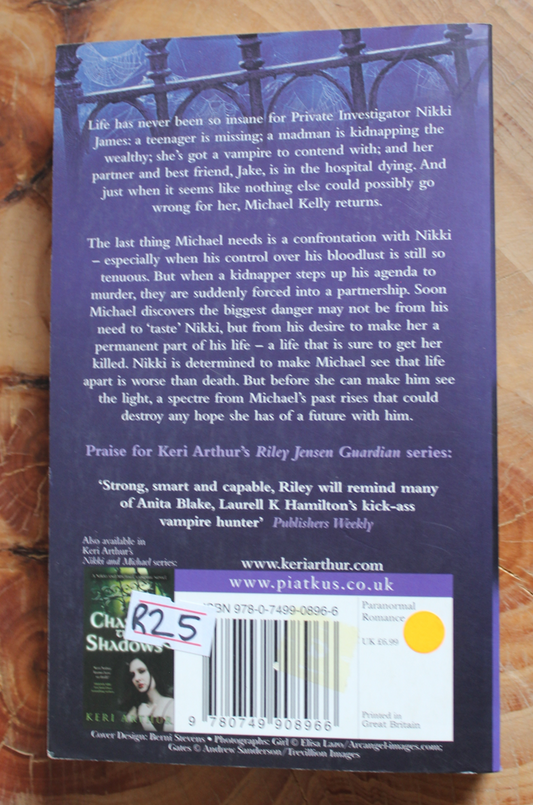 Life has never been so insane for Private Investigator Nikki
James: a teenager is missing; a madman is kidnapping the
wealthy; she's got a vampire to contend with; and her
partner and best friend, Jake, is in the hospital dying. And
just when it seems like nothing else could possibly go
wrong for her, Michael Kelly returns.
The last thing Michael needs is a confrontation with Nikki
– especially when his control over his bloodlust is still so
tenuous. But when a kidnapper steps up his agenda to
murder, they are suddenly forced into a partnership. Soon
Michael discovers the biggest danger may not be from his
need to 'taste' Nikki, but from his desire to make her a
permanent part of his life – a life that is sure to get her
killed. Nikki is determined to make Michael see that life
apart is worse than death. But before she can make him see
the light, a spectre from Michael's past rises that could
destroy any hope she has of a future with him.
Praise for Keri Arthur's Riley Jensen Guardian series:
'Strong, smart and capable, Riley will remind many
of Anita Blake, Laurell K Hamilton's kick-ass
vampire hunter' Publishers Weekly
Also available in
Keri Arthur's
Nikki and Michael series:
www.keriarthur.com
www.piatkus.co.uk
Cha
Shadows
KERI
R25
ISBN 978-0-7499-0896-6
9 780749 908966
Paranormal
Romance
UK £6.99
Printed in
Great Britain
Cover Design: Berni Stevens • Photographs: Girl © Elisa Lazo/Arcangel-images.com;
Gates © Andrew Sanderson/Trevillion Images